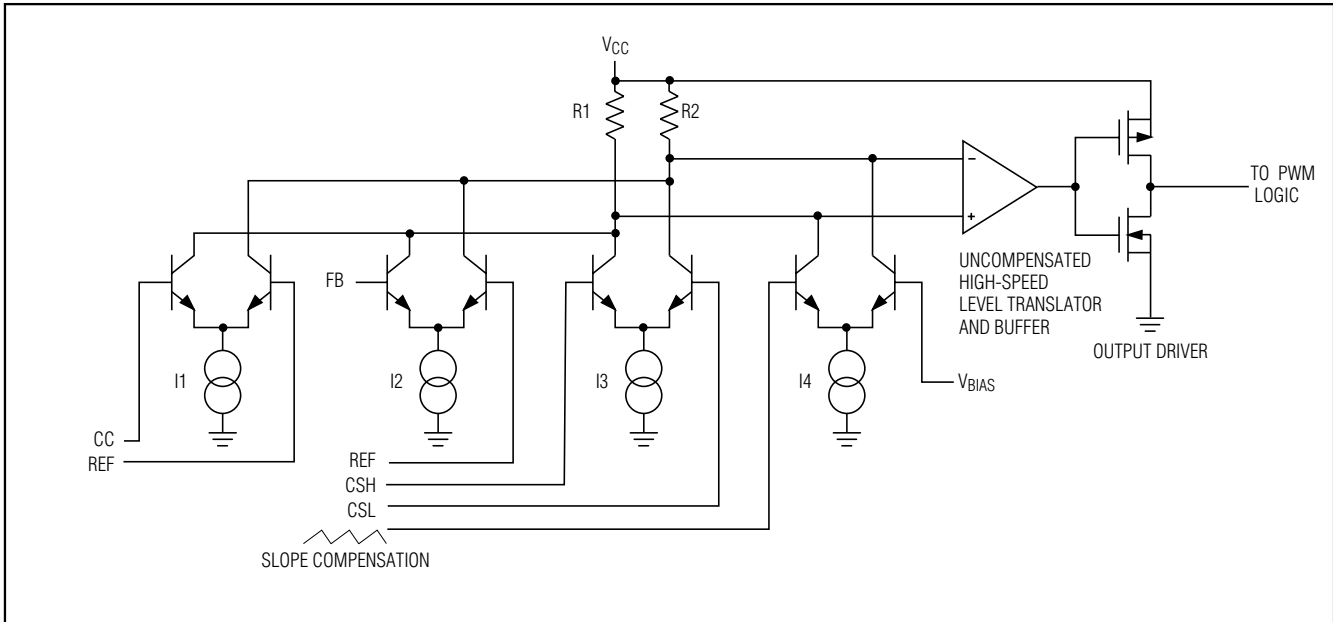 VCC
R1
R2
−
+
TO PWM
LOGIC
FB
UNCOMPENSATED
HIGH-SPEED
LEVEL TRANSLATOR
AND BUFFER
OUTPUT DRIVER
I1
I2
I3
I4
VBIAS
CC
REF
REF
CSH
CSL
SLOPE COMPENSATION